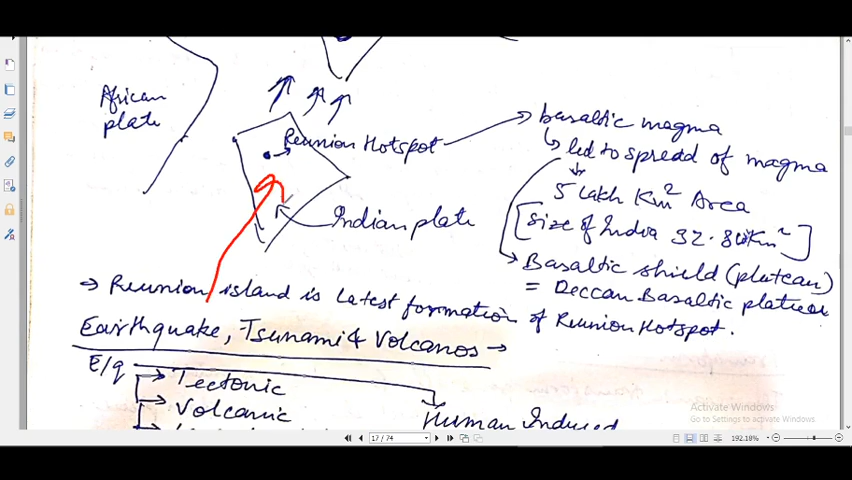 African
plate
Reunion Hotspot
basaltic magma
led to spread of magma
5 lakh Km² Area
Size of India 32.8 Km²
Indian plate
Basaltic shield (pluteau)
= Deccan Basaltic plateau
→ Reunion island is latest formation of Reunion Hotspot.
Earthquake, Tsunami & Volcanos →
E/q
→ Tectonic
→ Volcanic
Human Induced
Activate Windows
Go to Settings to activate Windows.
17 / 74
192.18%